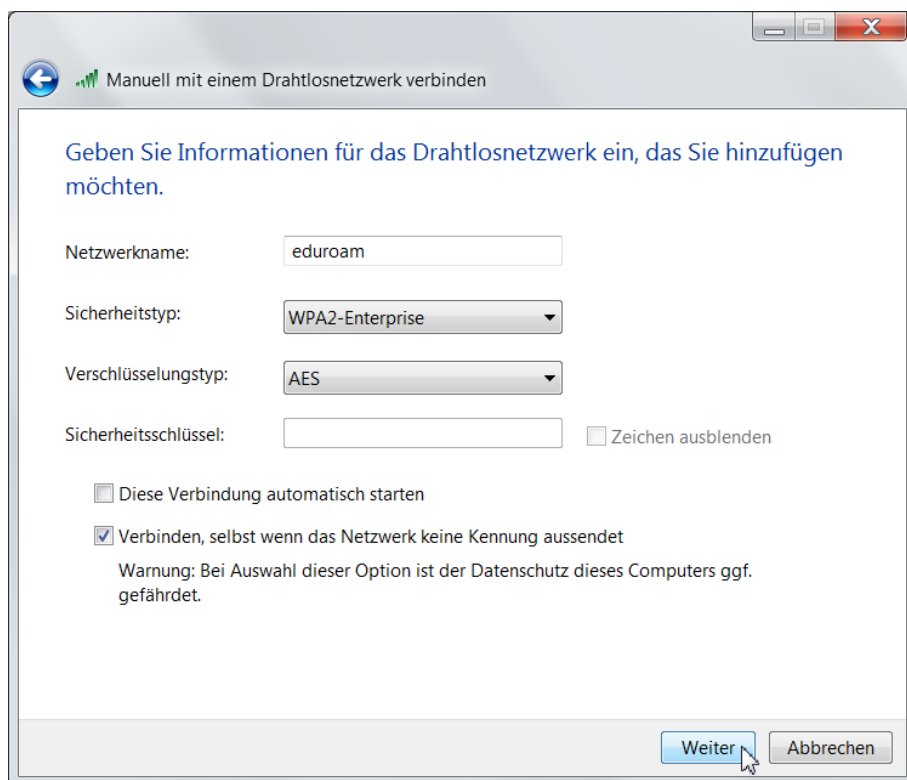 Manuell mit einem Drahtlosnetzwerk verbinden
Geben Sie Informationen für das Drahtlosnetzwerk ein, das Sie hinzufügen
möchten.
Netzwerkname: eduroam
Sicherheitstyp: WPA2-Enterprise
Verschlüsselungstyp: AES
Sicherheitsschlüssel: Zeichen ausblenden
Diese Verbindung automatisch starten
Verbinden, selbst wenn das Netzwerk keine Kennung aussendet
Warnung: Bei Auswahl dieser Option ist der Datenschutz dieses Computers ggf.
gefährdet.
Weiter Abbrechen